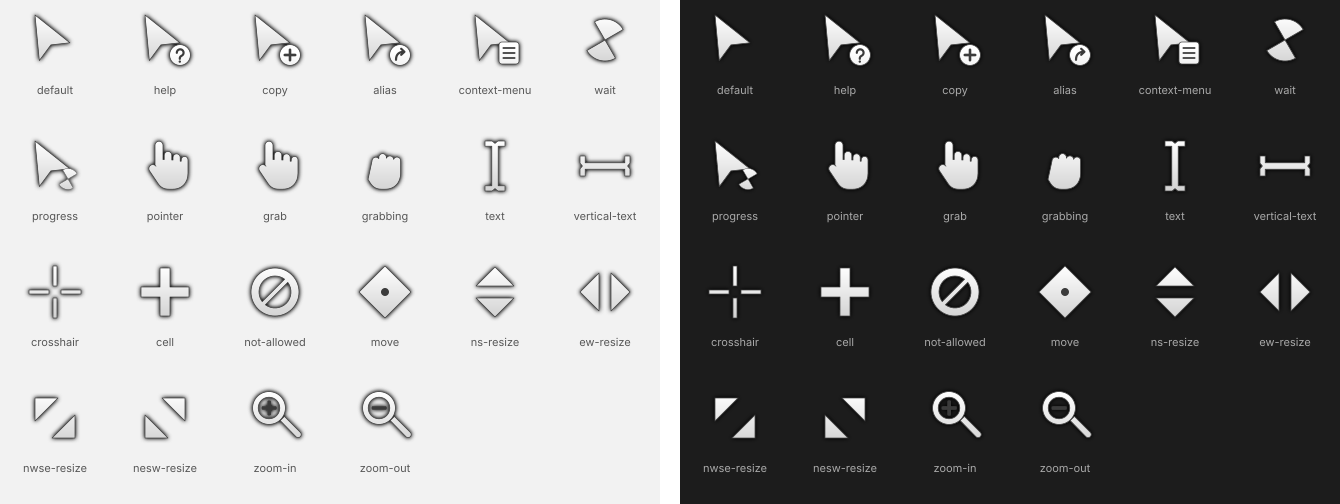 default help copy alias context-menu wait
progress pointer grab grabbing text vertical-text
crosshair cell not-allowed move ns-resize ew-resize
nwse-resize nesw-resize zoom-in zoom-out
default help copy alias context-menu wait
progress pointer grab grabbing text vertical-text
crosshair cell not-allowed move ns-resize ew-resize
nwse-resize nesw-resize zoom-in zoom-out